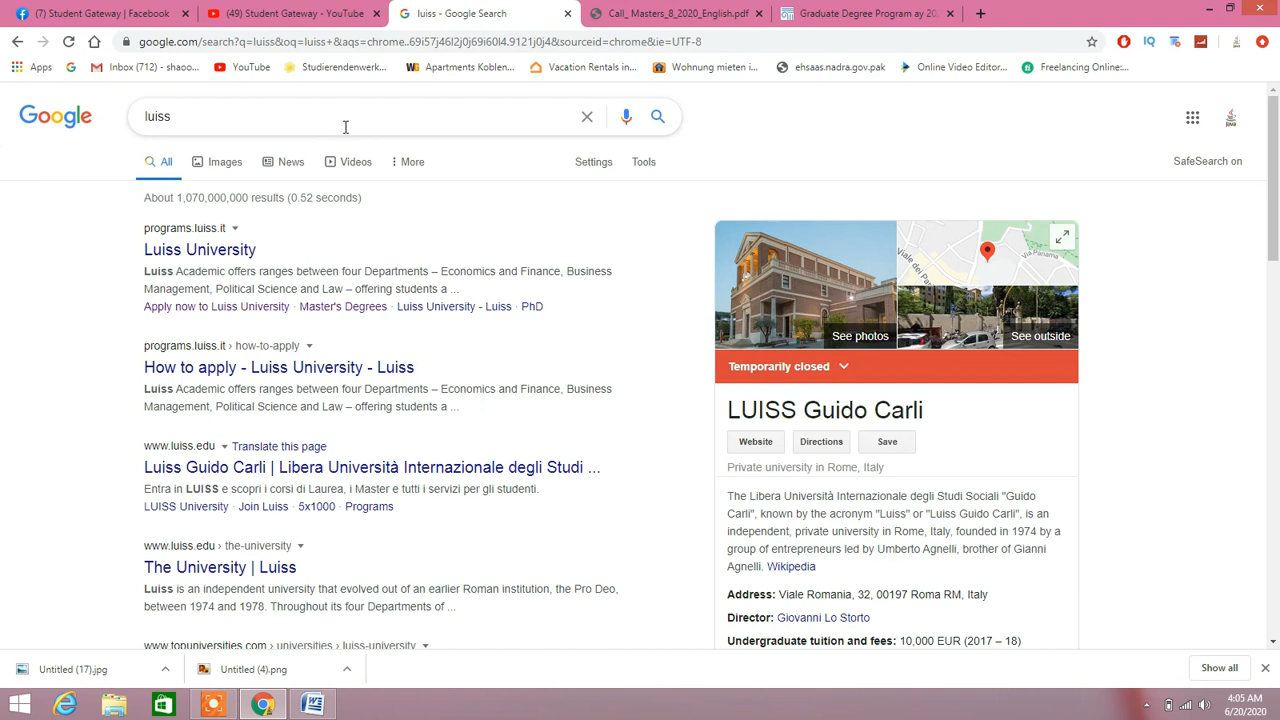 (7) Student Gateway | Facebook
(49) Student Gateway - YouTube
luiss - Google Search
Call_ Masters_8_2020_English.pdf
Graduate Degree Program ay 202
google.com/search?q=luiss&oq=luiss+&aqs=chrome..69i57j46l2j0j69i60l4.9121j0j4&sourceid=chrome&ie=UTF-8
Apps
Inbox (712) - shaoo...
YouTube
Studierendenwerk...
Apartments Koblen...
Vacation Rentals in...
Wohnung mieten i...
ehsaas.nadra.gov.pk
Online Video Editor...
Freelancing Online:...
Google
luiss
All
Images
News
Videos
More
Settings
Tools
SafeSearch on
About 1,070,000,000 results (0.52 seconds)
programs.luiss.it
Luiss University
Luiss Academic offers ranges between four Departments – Economics and Finance, Business
Management, Political Science and Law – offering students a ...
Apply now to Luiss University · Master's Degrees · Luiss University - Luiss · PhD
programs.luiss.it › how-to-apply
How to apply - Luiss University - Luiss
Luiss Academic offers ranges between four Departments – Economics and Finance, Business
Management, Political Science and Law – offering students a ...
www.luiss.edu Translate this page
Luiss Guido Carli | Libera Università Internazionale degli Studi ...
Entra in LUISS e scopri i corsi di Laurea, i Master e tutti i servizi per gli studenti.
LUISS University · Join Luiss · 5x1000 · Programs
www.luiss.edu › the-university
The University | Luiss
Luiss is an independent university that evolved out of an earlier Roman institution, the Pro Deo,
between 1974 and 1978. Throughout its four Departments of ...
www.topuniversities.com › universities › luiss-university
Viale dei Pa
Via Panama
See photos
See outside
Temporarily closed
LUISS Guido Carli
Website
Directions
Save
Private university in Rome, Italy
The Libera Università Internazionale degli Studi Sociali "Guido
Carli", known by the acronym "Luiss" or "Luiss Guido Carli", is an
independent, private university in Rome, Italy, founded in 1974 by a
group of entrepreneurs led by Umberto Agnelli, brother of Gianni
Agnelli. Wikipedia
Address: Viale Romania, 32, 00197 Roma RM, Italy
Director: Giovanni Lo Storto
Undergraduate tuition and fees: 10,000 EUR (2017 – 18)
Untitled (17).jpg
Untitled (4).png
Show all
4:05 AM
6/20/2020